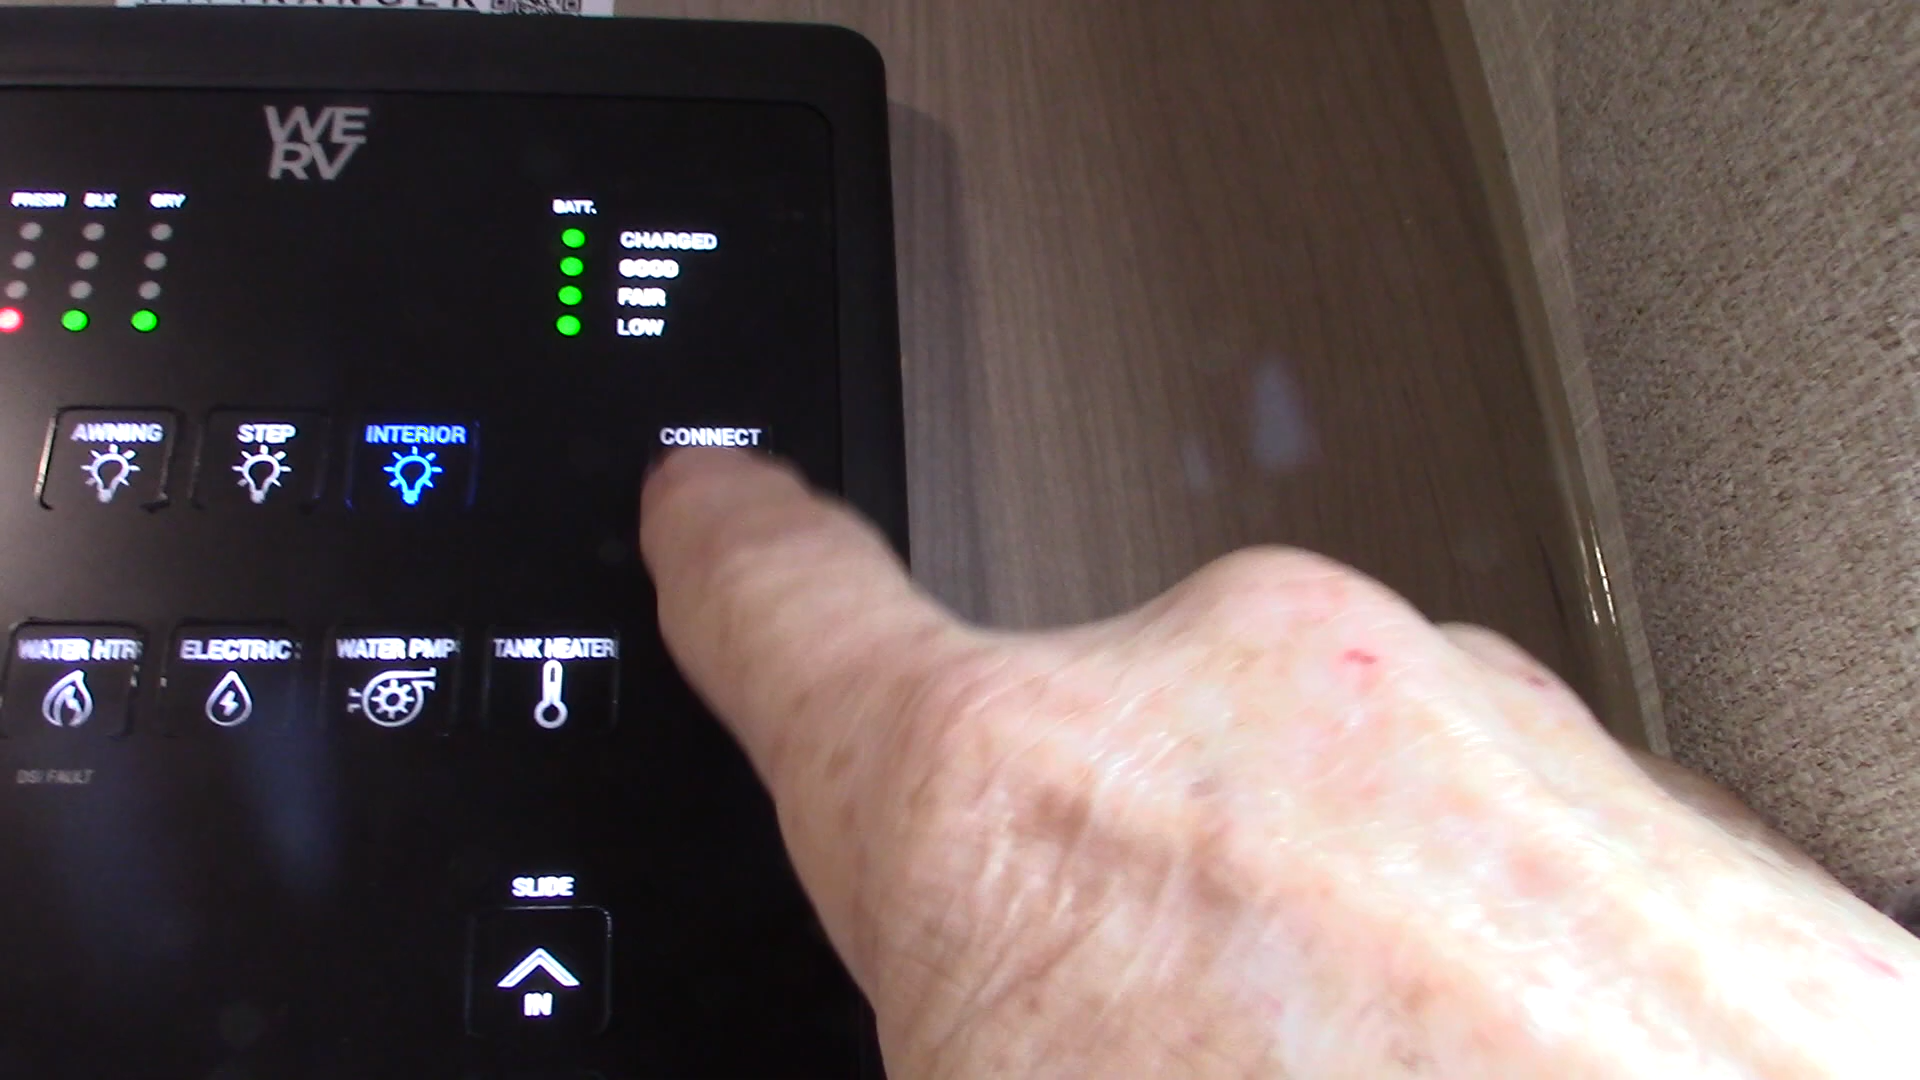 WE
RV
FRESH BLK GRY
BATT.
CHARGED
GOOD
FAIR
LOW
AWNING STEP INTERIOR CONNECT
WATER HTR ELECTRIC WATER PMP TANK HEATER
DSI FAULT
SLIDE
IN